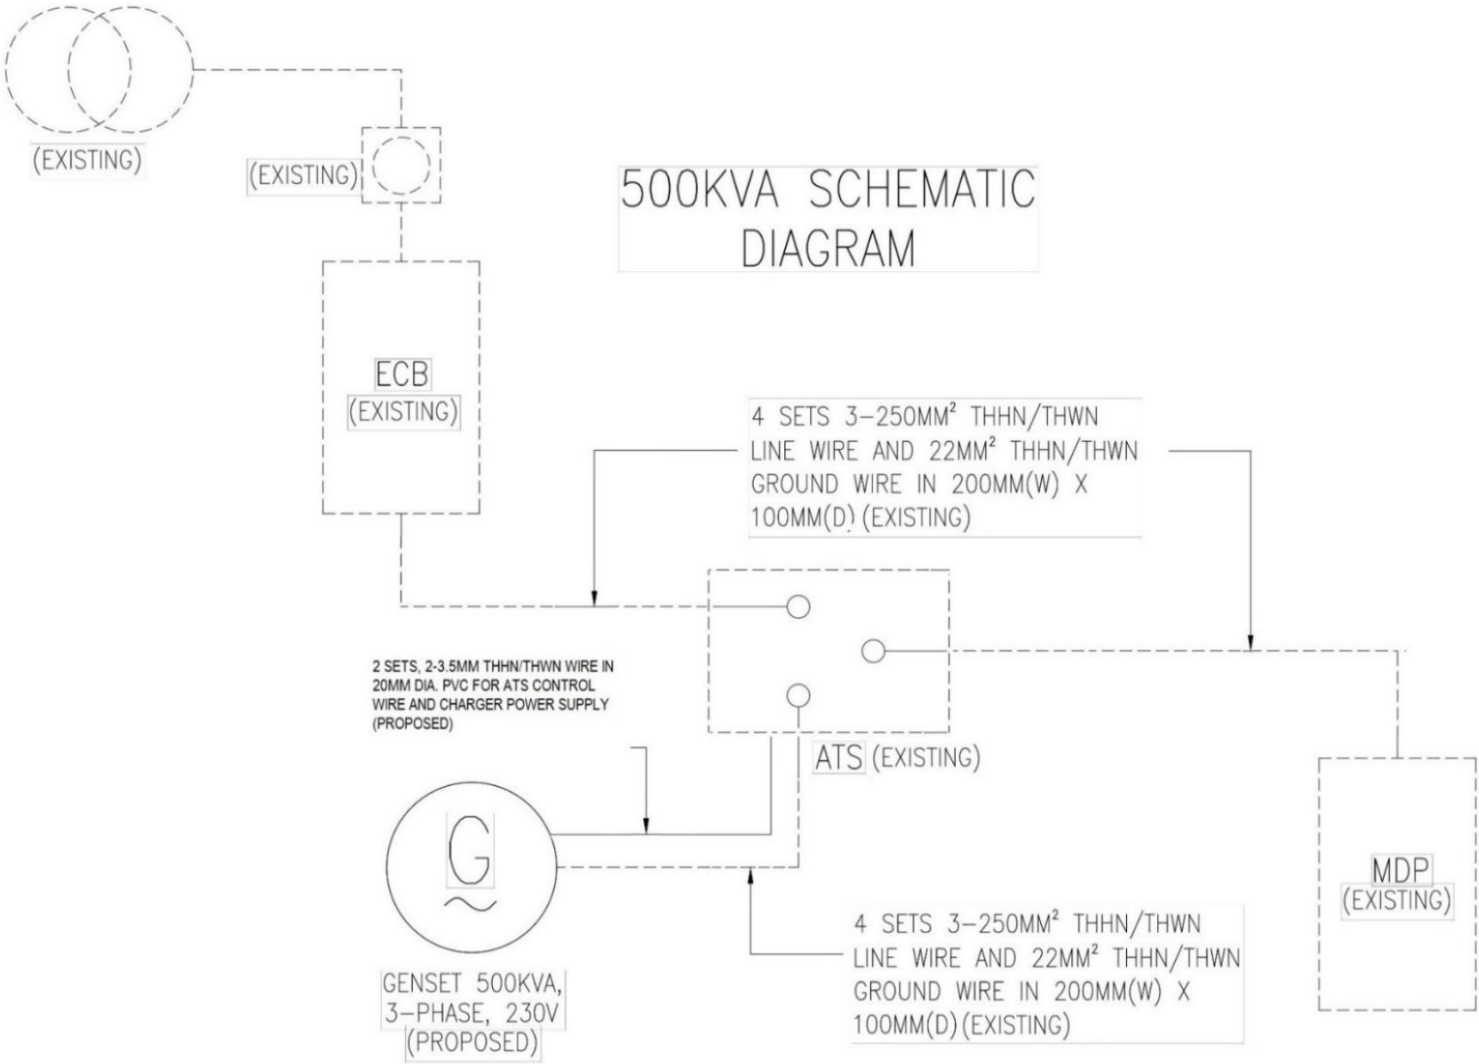 (EXISTING)
(EXISTING)
500KVA SCHEMATIC
DIAGRAM
ECB
(EXISTING)
4 SETS 3-250MM² THHN/THWN
LINE WIRE AND 22MM² THHN/THWN
GROUND WIRE IN 200MM(W) X
100MM(D) (EXISTING)
2 SETS, 2-3.5MM THHN/THWN WIRE IN
20MM DIA. PVC FOR ATS CONTROL
WIRE AND CHARGER POWER SUPPLY
(PROPOSED)
ATS (EXISTING)
G
GENSET 500KVA,
3-PHASE, 230V
(PROPOSED)
4 SETS 3-250MM² THHN/THWN
LINE WIRE AND 22MM² THHN/THWN
GROUND WIRE IN 200MM(W) X
100MM(D) (EXISTING)
MDP
(EXISTING)